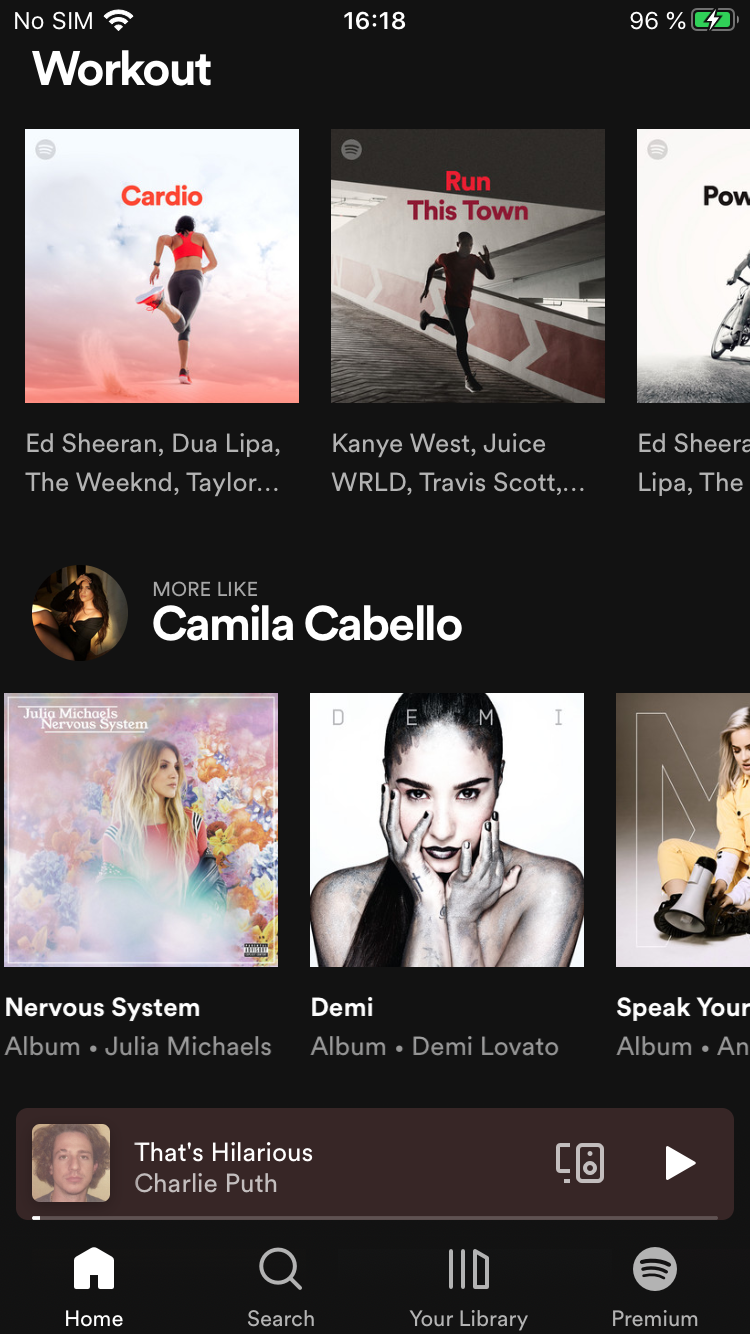 No SIM 16:18 96 %
Workout
Cardio
Run
This Town
Pow
Ed Sheeran, Dua Lipa,
The Weeknd, Taylor...
Kanye West, Juice
WRLD, Travis Scott,...
Ed Sheera
Lipa, The
MORE LIKE
Camila Cabello
Julia Michaels
Nervous System
PARENTAL
ADVISORY
D E M I
Nervous System
Album • Julia Michaels
Demi
Album • Demi Lovato
Speak Your
Album • An
That's Hilarious
Charlie Puth
Home
Search
Your Library
Premium